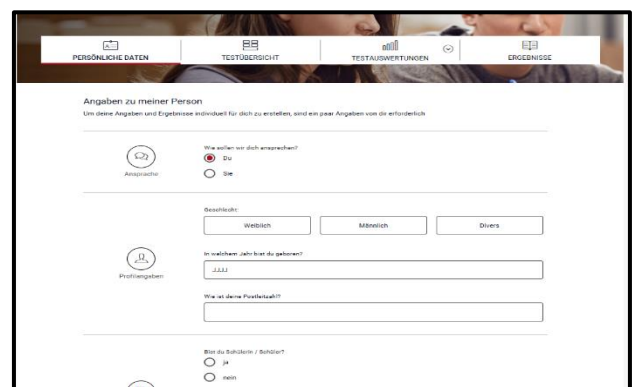 PERSÖNLICHE DATEN
TESTÜBERSICHT
TESTAUSWERTUNGEN
ERGEBNISSE
Angaben zu meiner Person
Um deine Angaben und Ergebnisse individuell für dich zu erstellen, sind ein paar Angaben von dir erforderlich
Ansprache
Wie sollen wir dich ansprechen?
Du
Sie
Profilangaben
Geschlecht:
Weiblich
Männlich
Divers
In welchem Jahr bist du geboren?
JJJJ
Wie ist deine Postleitzahl?
Bist du Schülerin / Schüler?
ja
nein